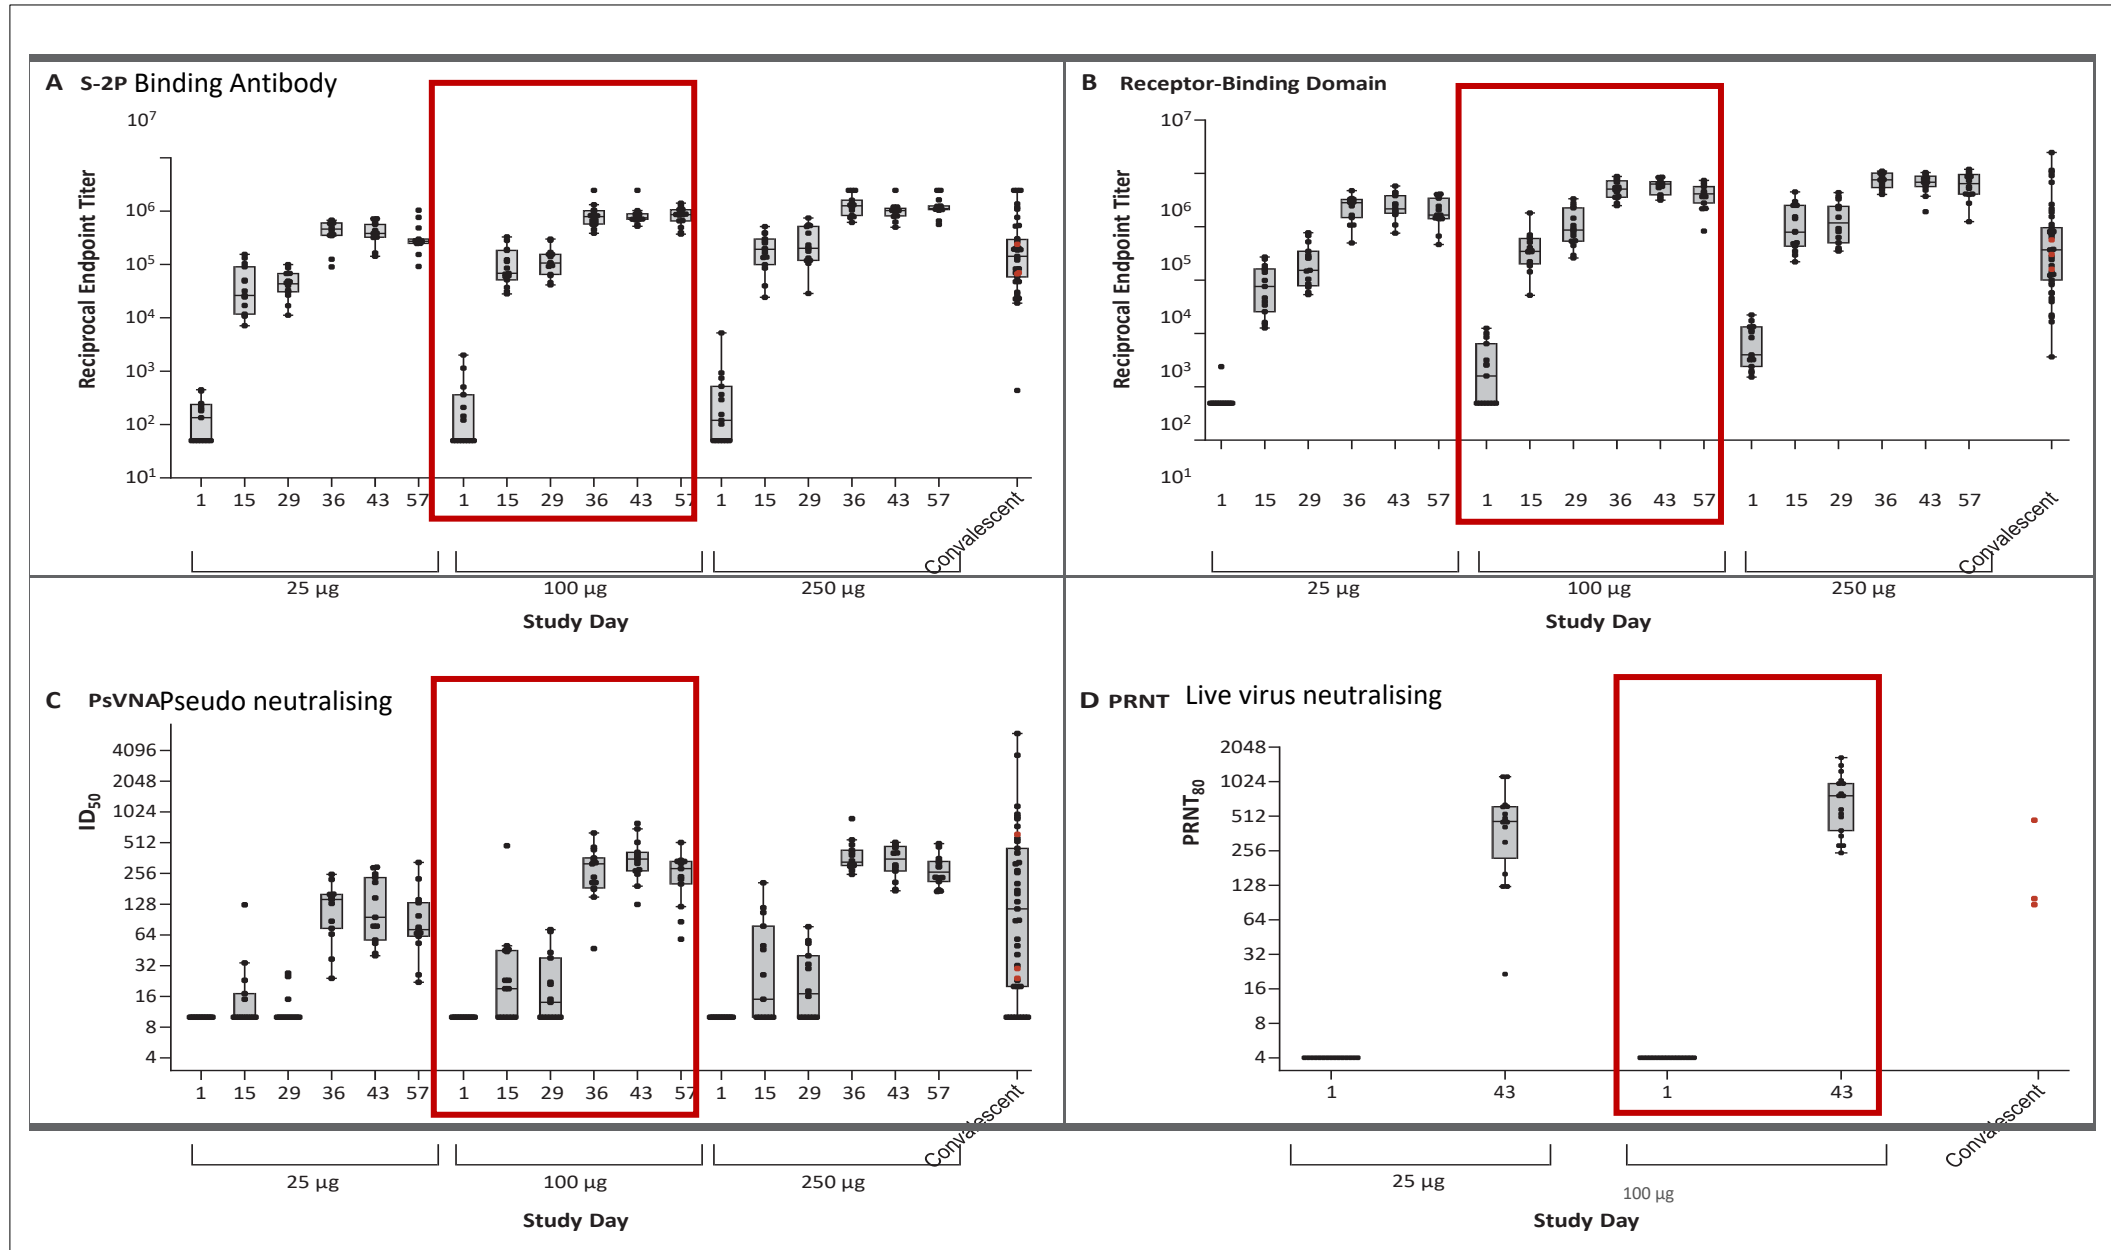 A S-2P Binding Antibody
Reciprocal Endpoint Titer
10⁷
10⁶
10⁵
10⁴
10³
10²
10¹
1 15 29 36 43 57 1 15 29 36 43 57 1 15 29 36 43 57 Convalescent
25 µg 100 µg 250 µg
Study Day
B Receptor-Binding Domain
Reciprocal Endpoint Titer
10⁷
10⁶
10⁵
10⁴
10³
10²
10¹
1 15 29 36 43 57 1 15 29 36 43 57 1 15 29 36 43 57 Convalescent
25 µg 100 µg 250 µg
Study Day
C PsVNA Pseudo neutralising
ID₅₀
4096
2048
1024
512
256
128
64
32
16
8
4
1 15 29 36 43 57 1 15 29 36 43 57 1 15 29 36 43 57 Convalescent
25 µg 100 µg 250 µg
Study Day
D PRNT Live virus neutralising
PRNT₈₀
2048
1024
512
256
128
64
32
16
8
4
1 43 1 43 Convalescent
25 µg 100 µg
Study Day